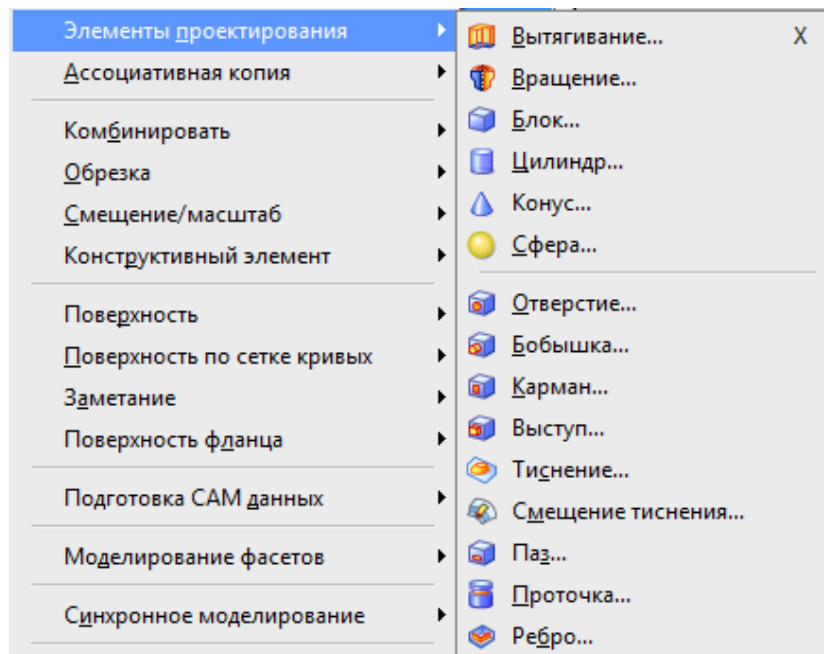 Элементы проектирования
Ассоциативная копия
Комбинировать
Обрезка
Смещение/масштаб
Конструктивный элемент
Поверхность
Поверхность по сетке кривых
Заметание
Поверхность фланца
Подготовка CAM данных
Моделирование фасетов
Синхронное моделирование
Вытягивание... X
Вращение...
Блок...
Цилиндр...
Конус...
Сфера...
Отверстие...
Бобышка...
Карман...
Выступ...
Тиснение...
Смещение тиснения...
Паз...
Проточка...
Ребро...